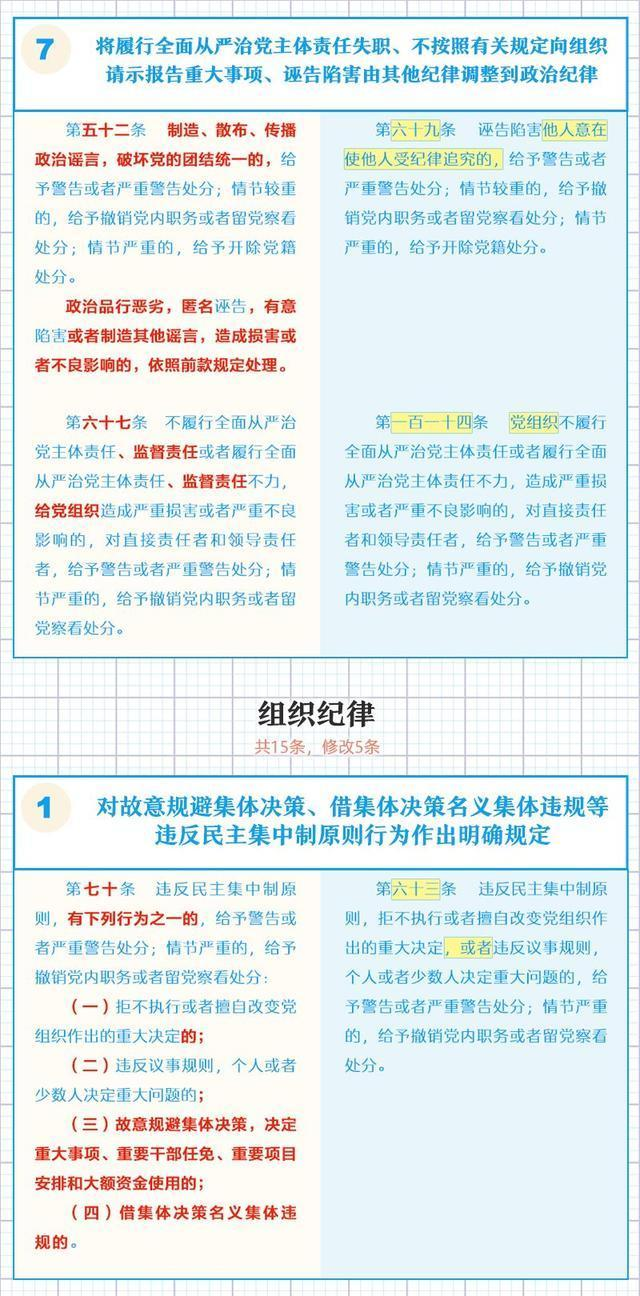 7
将履行全面从严治党主体责任失职、不按照有关规定向组织
请示报告重大事项、诬告陷害由其他纪律调整到政治纪律
第五十二条 制造、散布、传播
政治谣言，破坏党的团结统一的，给
予警告或者严重警告处分；情节较重
的，给予撤销党内职务或者留党察看
处分；情节严重的，给予开除党籍
处分。
政治品行恶劣，匿名诬告，有意
陷害或者制造其他谣言，造成损害或
者不良影响的，依照前款规定处理。
第六十九条 诬告陷害他人意在
使他人受纪律追究的，给予警告或者
严重警告处分；情节较重的，给予撤
销党内职务或者留党察看处分；情节
严重的，给予开除党籍处分。
第六十七条 不履行全面从严治
党主体责任、监督责任或者履行全面
从严治党主体责任、监督责任不力，
给党组织造成严重损害或者严重不良
影响的，对直接责任者和领导责任
者，给予警告或者严重警告处分；情
节严重的，给予撤销党内职务或者留
党察看处分。
第一百一十四条 党组织不履行
全面从严治党主体责任或者履行全面
从严治党主体责任不力，造成严重损
害或者严重不良影响的，对直接责任
者和领导责任者，给予警告或者严重
警告处分；情节严重的，给予撤销党
内职务或者留党察看处分。
组织纪律
共15条，修改5条
1
对故意规避集体决策、借集体决策名义集体违规等
违反民主集中制原则行为作出明确规定
第七十条 违反民主集中制原
则，有下列行为之一的，给予警告或
者严重警告处分；情节严重的，给予
撤销党内职务或者留党察看处分：
（一）拒不执行或者擅自改变党
组织作出的重大决定的；
（二）违反议事规则，个人或者
少数人决定重大问题的；
（三）故意规避集体决策，决定
重大事项、重要干部任免、重要项目
安排和大额资金使用的；
（四）借集体决策名义集体违
规的。
第六十三条 违反民主集中制原
则，拒不执行或者擅自改变党组织作
出的重大决定，或者违反议事规则，
个人或者少数人决定重大问题的，给
予警告或者严重警告处分；情节严重
的，给予撤销党内职务或者留党察看
处分。